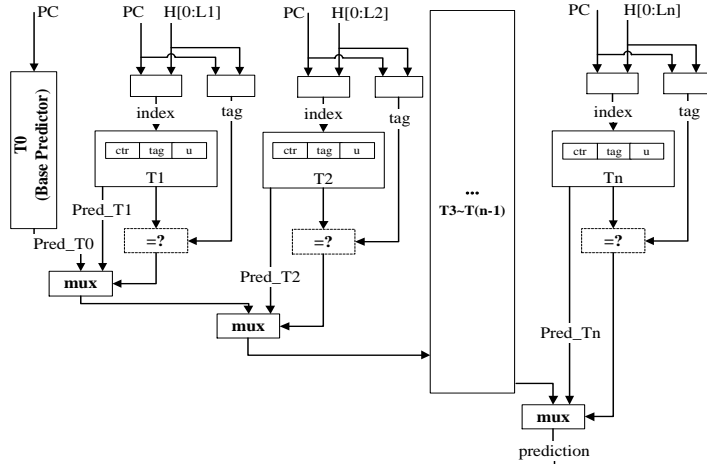 PC PC H[0:L1] PC H[0:L2] PC H[0:Ln]
T0
(Base Predictor)
index tag index tag index tag
ctr tag u ctr tag u ctr tag u
T1 T2 Tn
...
T3~T(n-1)
Pred_T1
=? =? =?
Pred_T0
mux
Pred_T2
mux
Pred_Tn
mux
prediction